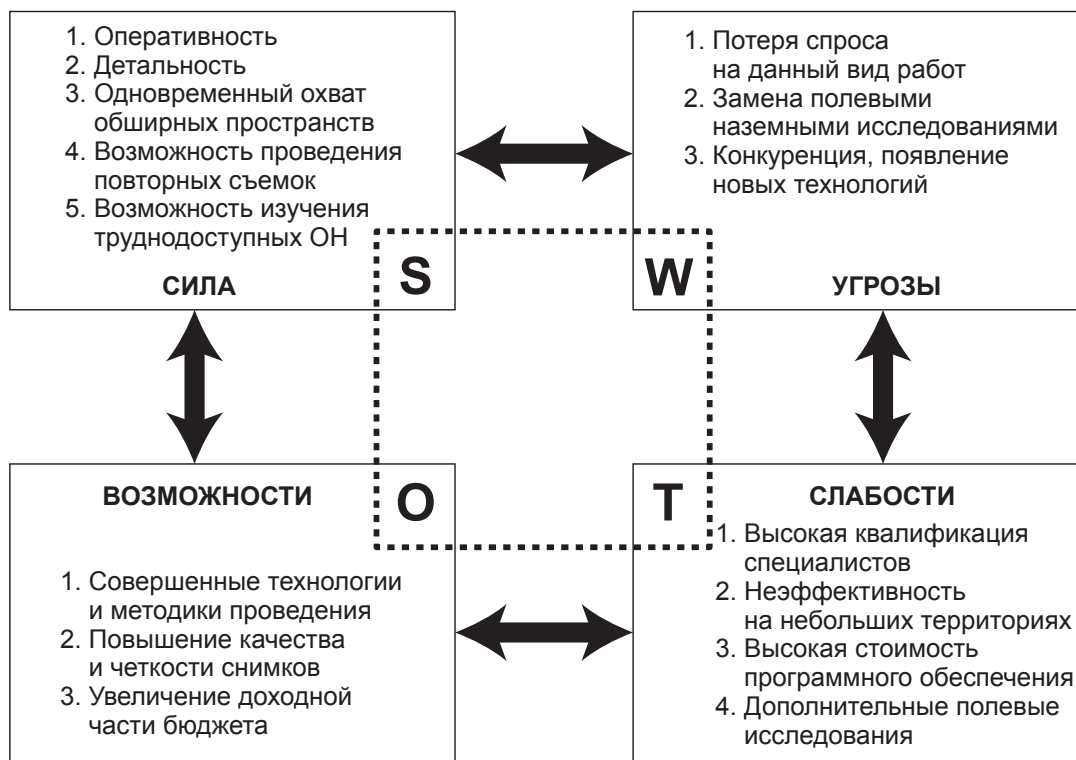 1. Оперативность
2. Детальность
3. Одновременный охват
обширных пространств
4. Возможность проведения
повторных съемок
5. Возможность изучения
труднодоступных ОН
СИЛА
S
1. Потеря спроса
на данный вид работ
2. Замена полевыми
наземными исследованиями
3. Конкуренция, появление
новых технологий
W
УГРОЗЫ
ВОЗМОЖНОСТИ
O
1. Совершенные технологии
и методики проведения
2. Повышение качества
и четкости снимков
3. Увеличение доходной
части бюджета
T
СЛАБОСТИ
1. Высокая квалификация
специалистов
2. Неэффективность
на небольших территориях
3. Высокая стоимость
программного обеспечения
4. Дополнительные полевые
исследования